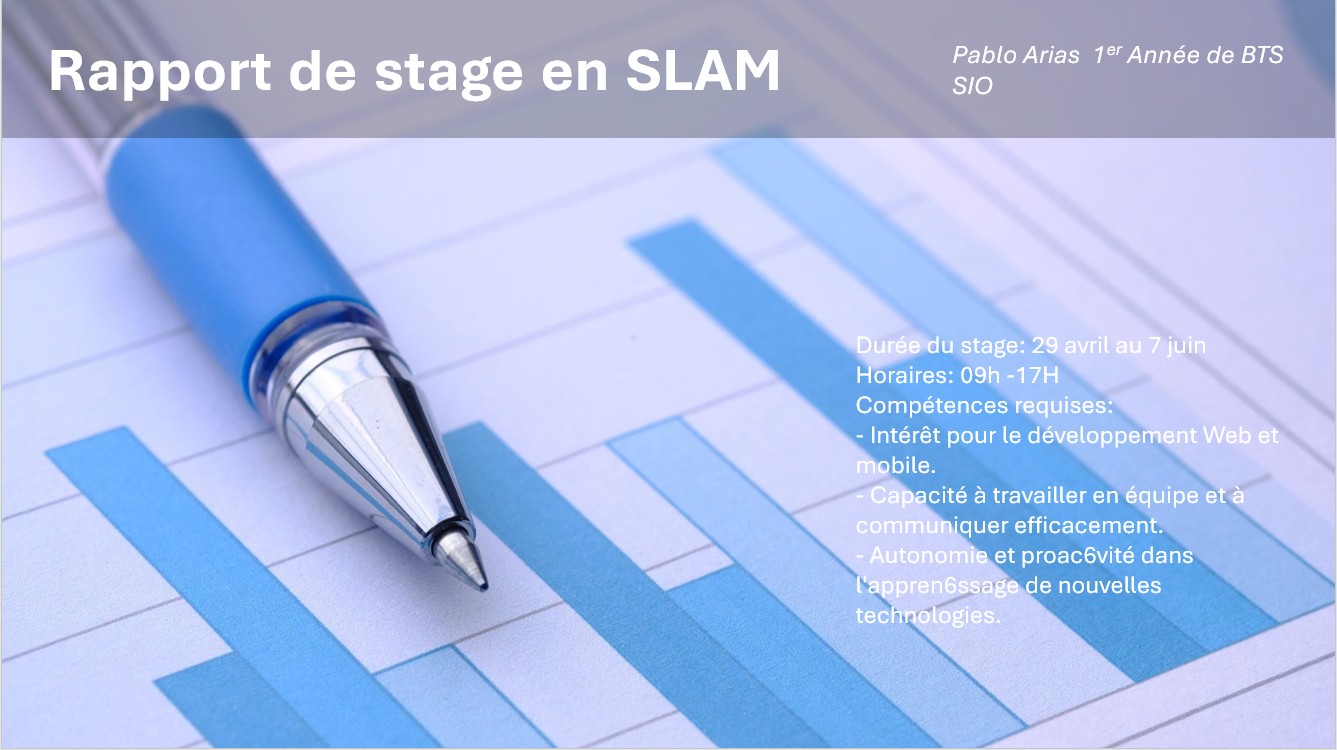 Rapport de stage en SLAM
Pablo Arias 1er Année de BTS
SIO
Durée du stage: 29 avril au 7 juin
Horaires: 09h -17H
Compétences requises:
- Intérêt pour le développement Web et
mobile.
- Capacité à travailler en équipe et à
communiquer efficacement.
- Autonomie et proac6vité dans
l'appren6ssage de nouvelles
technologies.